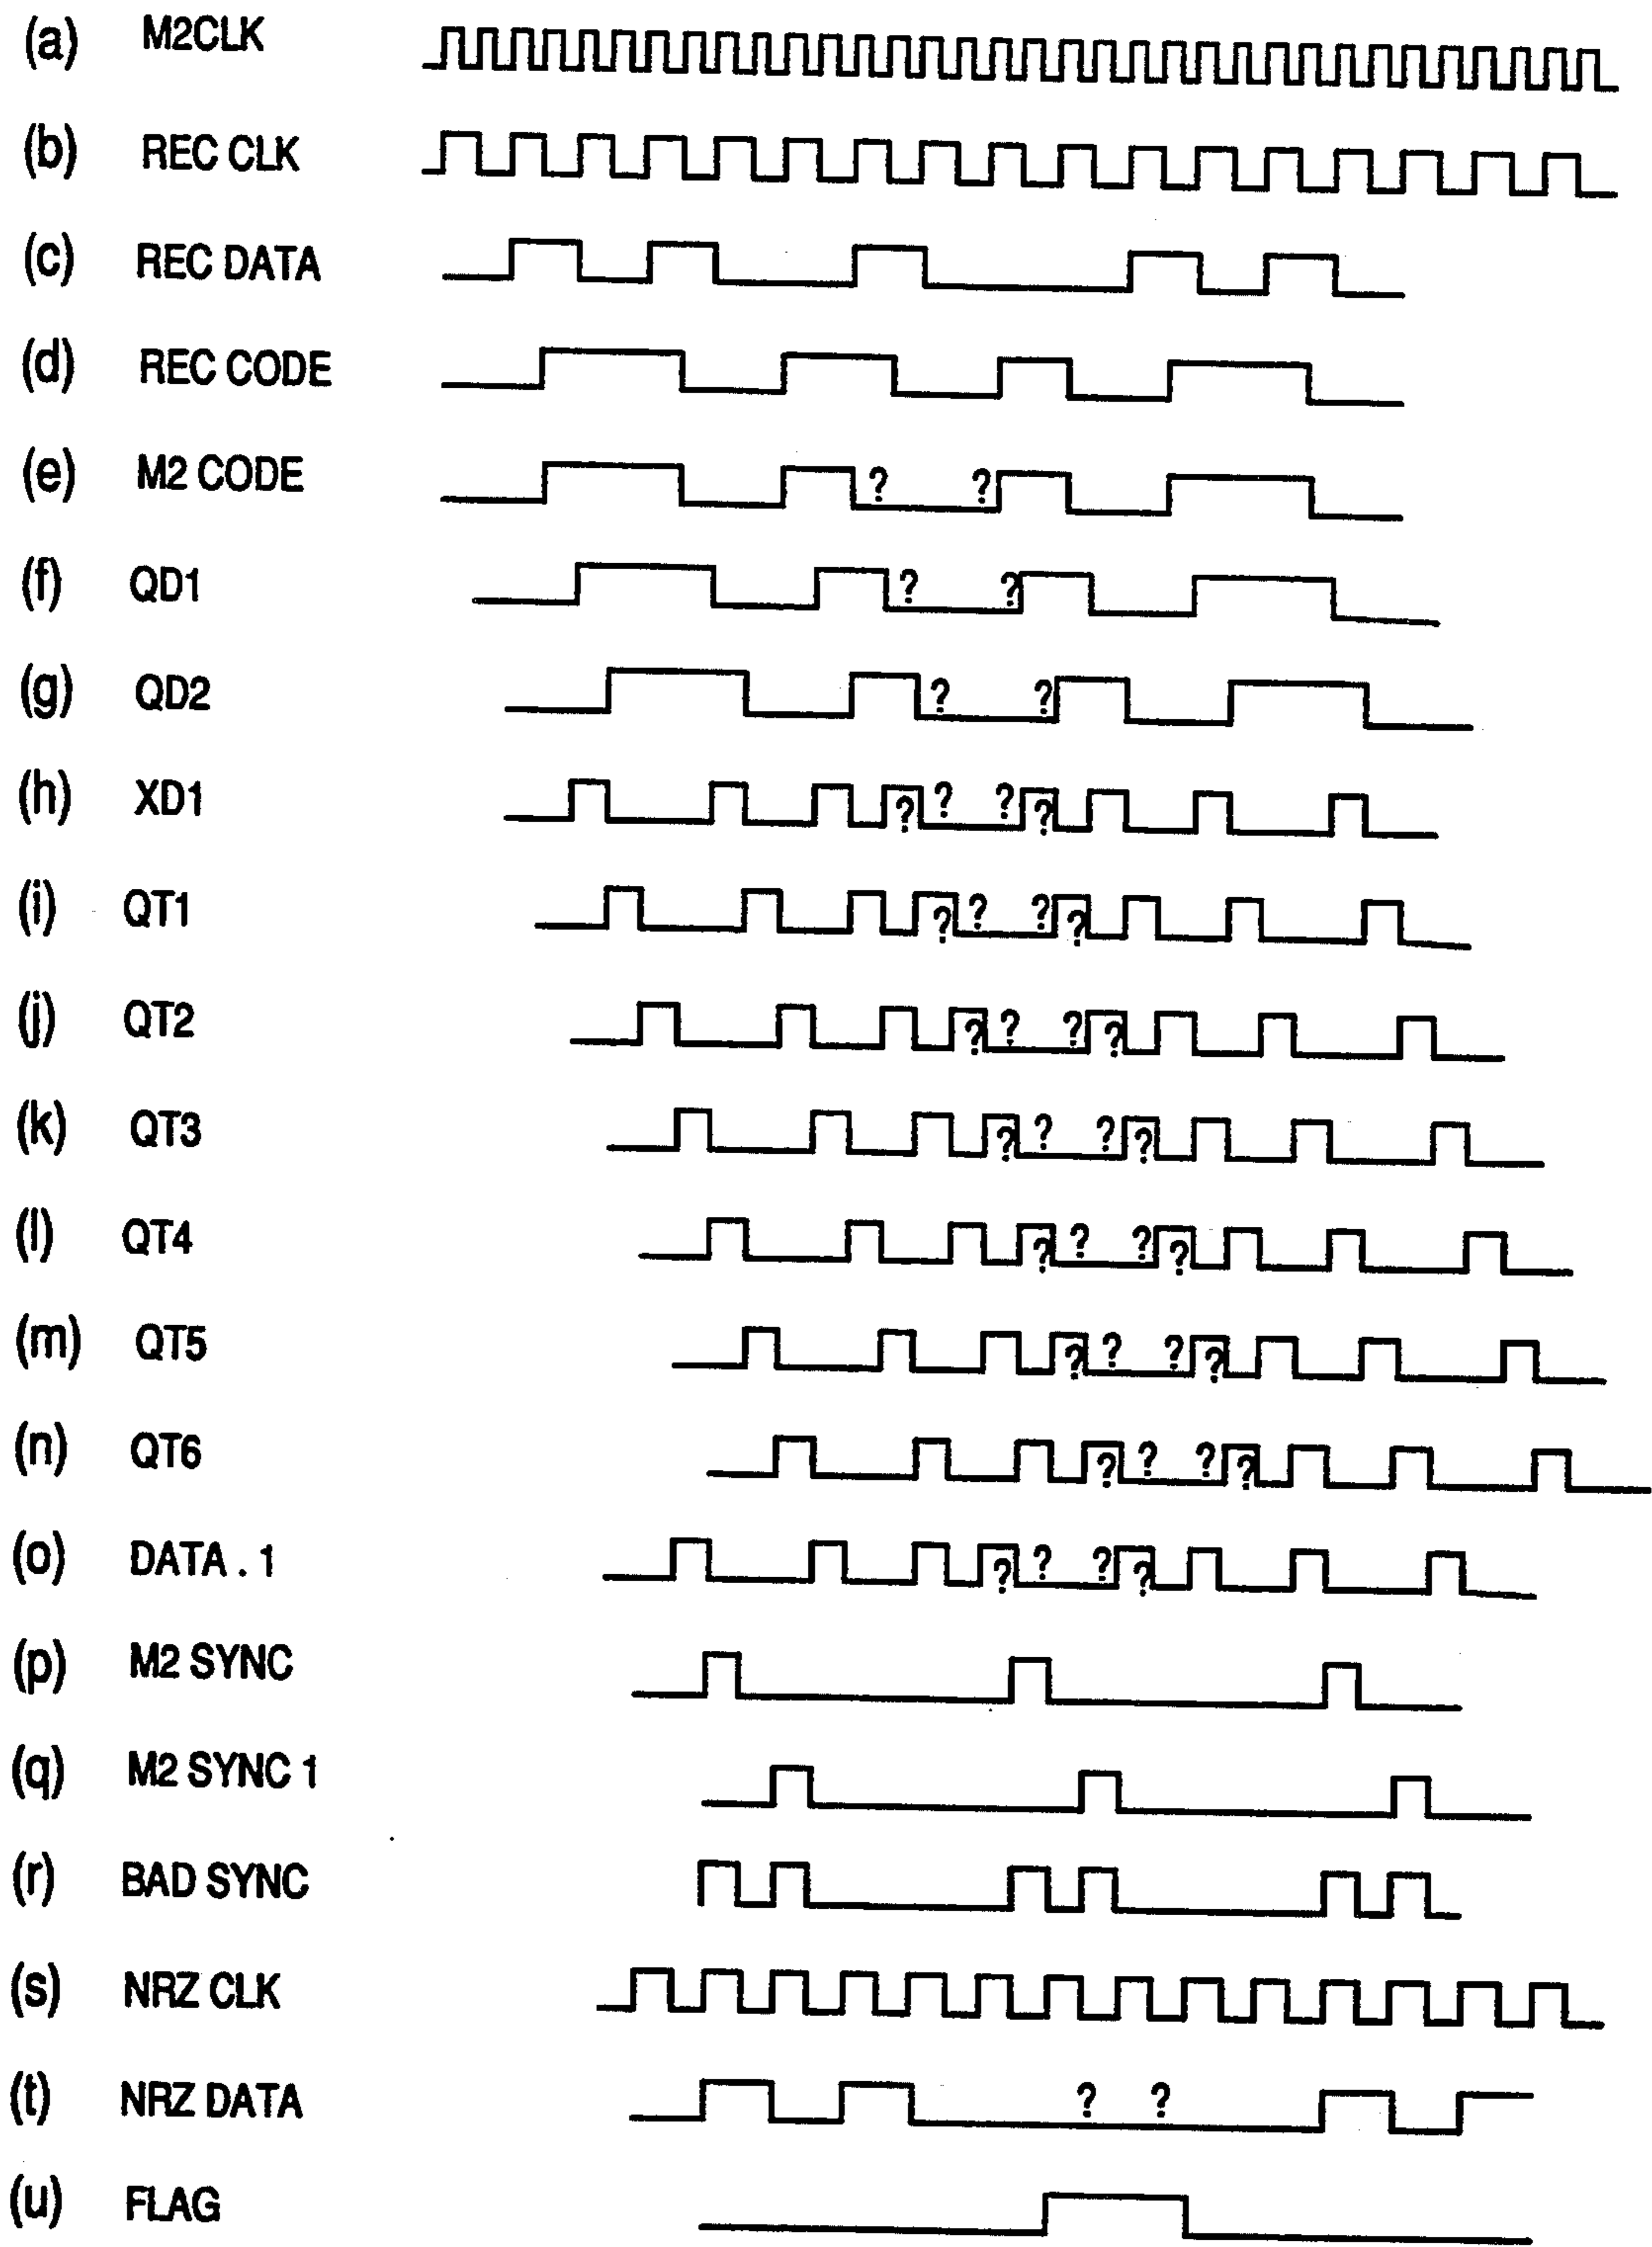 (a) M2CLK
(b) REC CLK
(c) REC DATA
(d) REC CODE
(e) M2 CODE ? ?
(f) QD1 ? ?
(g) QD2 ? ?
(h) XD1 ? ? ? ?
(i) QT1 ? ? ? ?
(j) QT2 ? ? ? ?
(k) QT3 ? ? ? ?
(l) QT4 ? ? ? ?
(m) QT5 ? ? ? ?
(n) QT6 ? ? ? ?
(o) DATA . 1 ? ? ? ?
(p) M2 SYNC
(q) M2 SYNC 1
(r) BAD SYNC
(s) NRZ CLK
(t) NRZ DATA ? ?
(u) FLAG